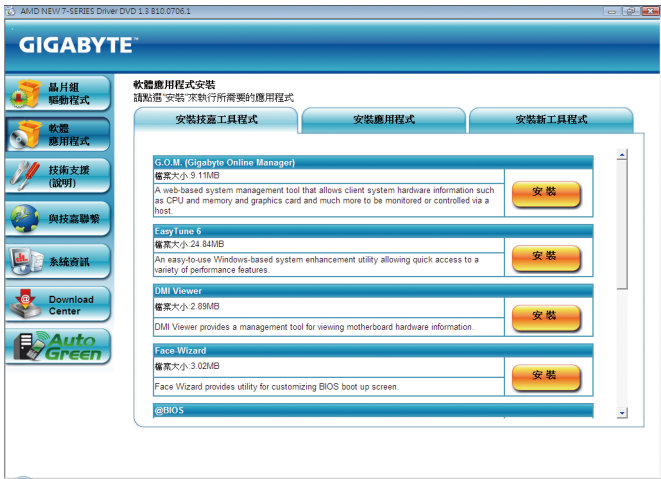 AMD NEW 7-SERIES Driver DVD 1.3 B10.0706.1
GIGABYTE™
晶片組
驅動程式
軟體
應用程式
技術支援
(說明)
與技嘉聯繫
系統資訊
Download
Center
Auto
Green
軟體應用程式安裝
請點選"安裝"來執行所需要的應用程式
安裝技嘉工具程式
安裝應用程式
安裝新工具程式
G.O.M. (Gigabyte Online Manager)
檔案大小:9.11MB
A web-based system management tool that allows client system hardware information such
as CPU and memory and graphics card and much more to be monitored or controlled via a
host.
安裝
EasyTune 6
檔案大小:24.84MB
An easy-to-use Windows-based system enhancement utility allowing quick access to a
variety of performance features.
安裝
DMI Viewer
檔案大小:2.89MB
DMI Viewer provides a management tool for viewing motherboard hardware information.
安裝
Face-Wizard
檔案大小:3.02MB
Face Wizard provides utility for customizing BIOS boot up screen.
安裝
@BIOS